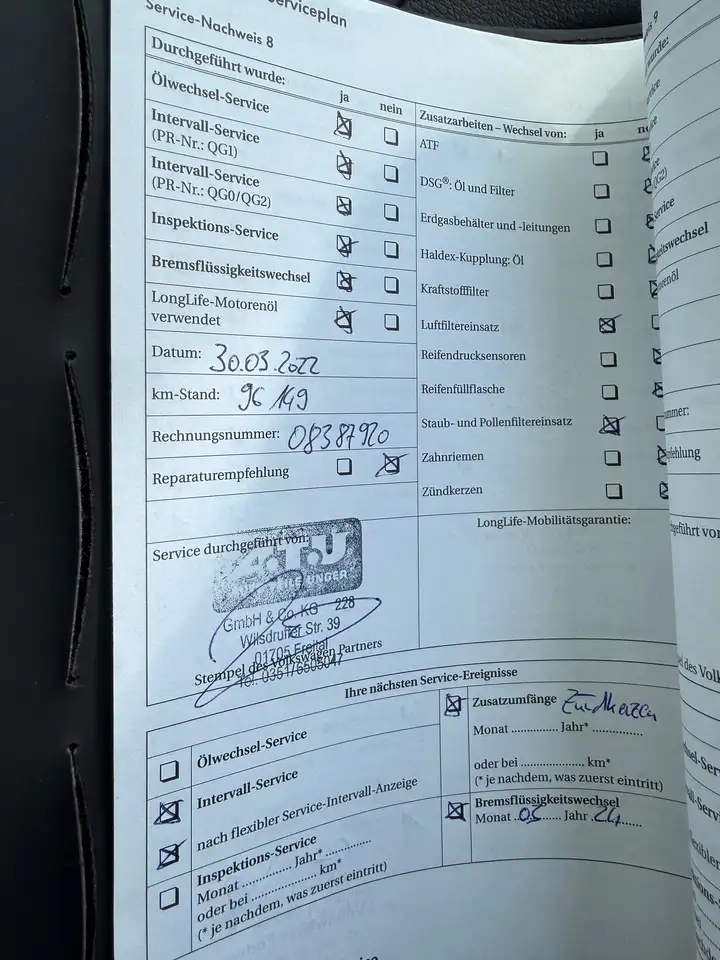 Serviceplan
Service-Nachweis 8
Durchgeführt wurde:
ja nein
Ölwechsel-Service
Intervall-Service
(PR-Nr.: QG1)
Intervall-Service
(PR-Nr.: QG0/QG2)
Inspektions-Service
Bremsflüssigkeitswechsel
LongLife-Motorenöl
verwendet
Datum: 30.03.2022
km-Stand: 96 149
Rechnungsnummer: 08387920
Reparaturempfehlung
Zusatzarbeiten – Wechsel von: ja
ATF
DSG®: Öl und Filter
Erdgasbehälter und -leitungen
Haldex-Kupplung: Öl
Kraftstofffilter
Luftfiltereinsatz
Reifendrucksensoren
Reifenfüllflasche
Staub- und Pollenfiltereinsatz
Zahnriemen
Zündkerzen
LongLife-Mobilitätsgarantie:
Service durchgeführt von:
A.T.U
GmbH & Co. KG 228
Wilsdruffer Str. 39
01705 Freital
Stempel des Volkswagen Partners
Ihre nächsten Service-Ereignisse
Ölwechsel-Service
Intervall-Service
nach flexibler Service-Intervall-Anzeige
Inspektions-Service
Monat .............. Jahr* ..............
oder bei .................... km*
(* je nachdem, was zuerst eintritt)
Zusatzumfänge Zündkerzen
Monat .............. Jahr* ..............
oder bei .................... km*
(* je nachdem, was zuerst eintritt)
Bremsflüssigkeitswechsel
Monat ..03.... Jahr .24......